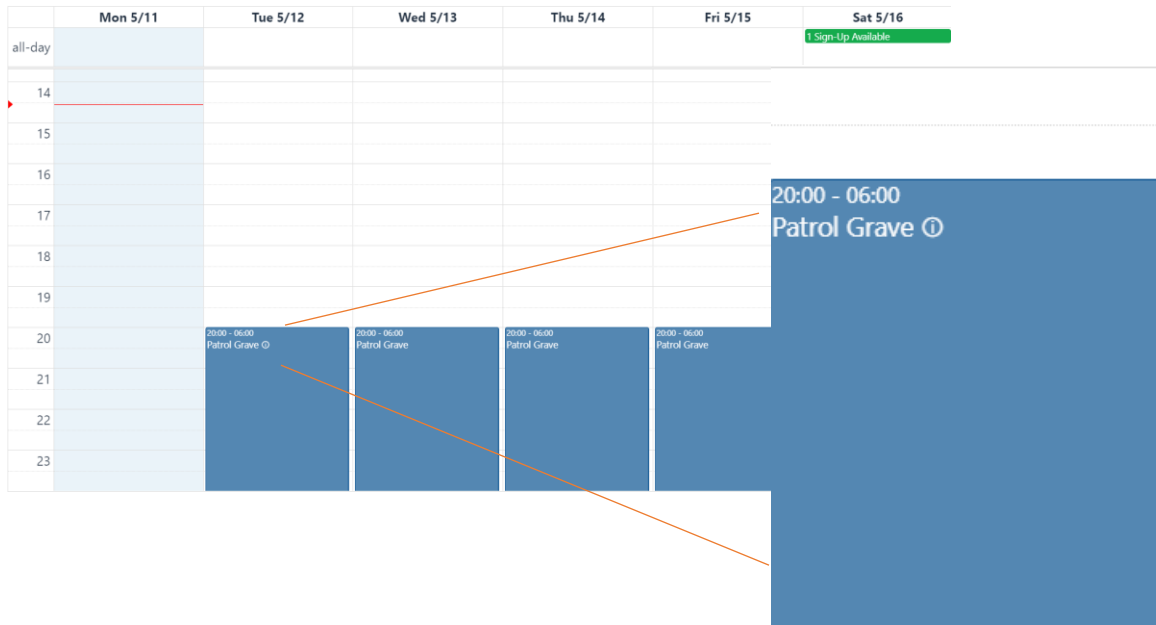 Mon 5/11 Tue 5/12 Wed 5/13 Thu 5/14 Fri 5/15 Sat 5/16
all-day 1 Sign-Up Available
14
15
16
17
18
19
20
21
22
23
20:00 - 06:00 20:00 - 06:00 20:00 - 06:00 20:00 - 06:00
Patrol Grave ⓘ Patrol Grave Patrol Grave Patrol Grave
20:00 - 06:00
Patrol Grave ⓘ